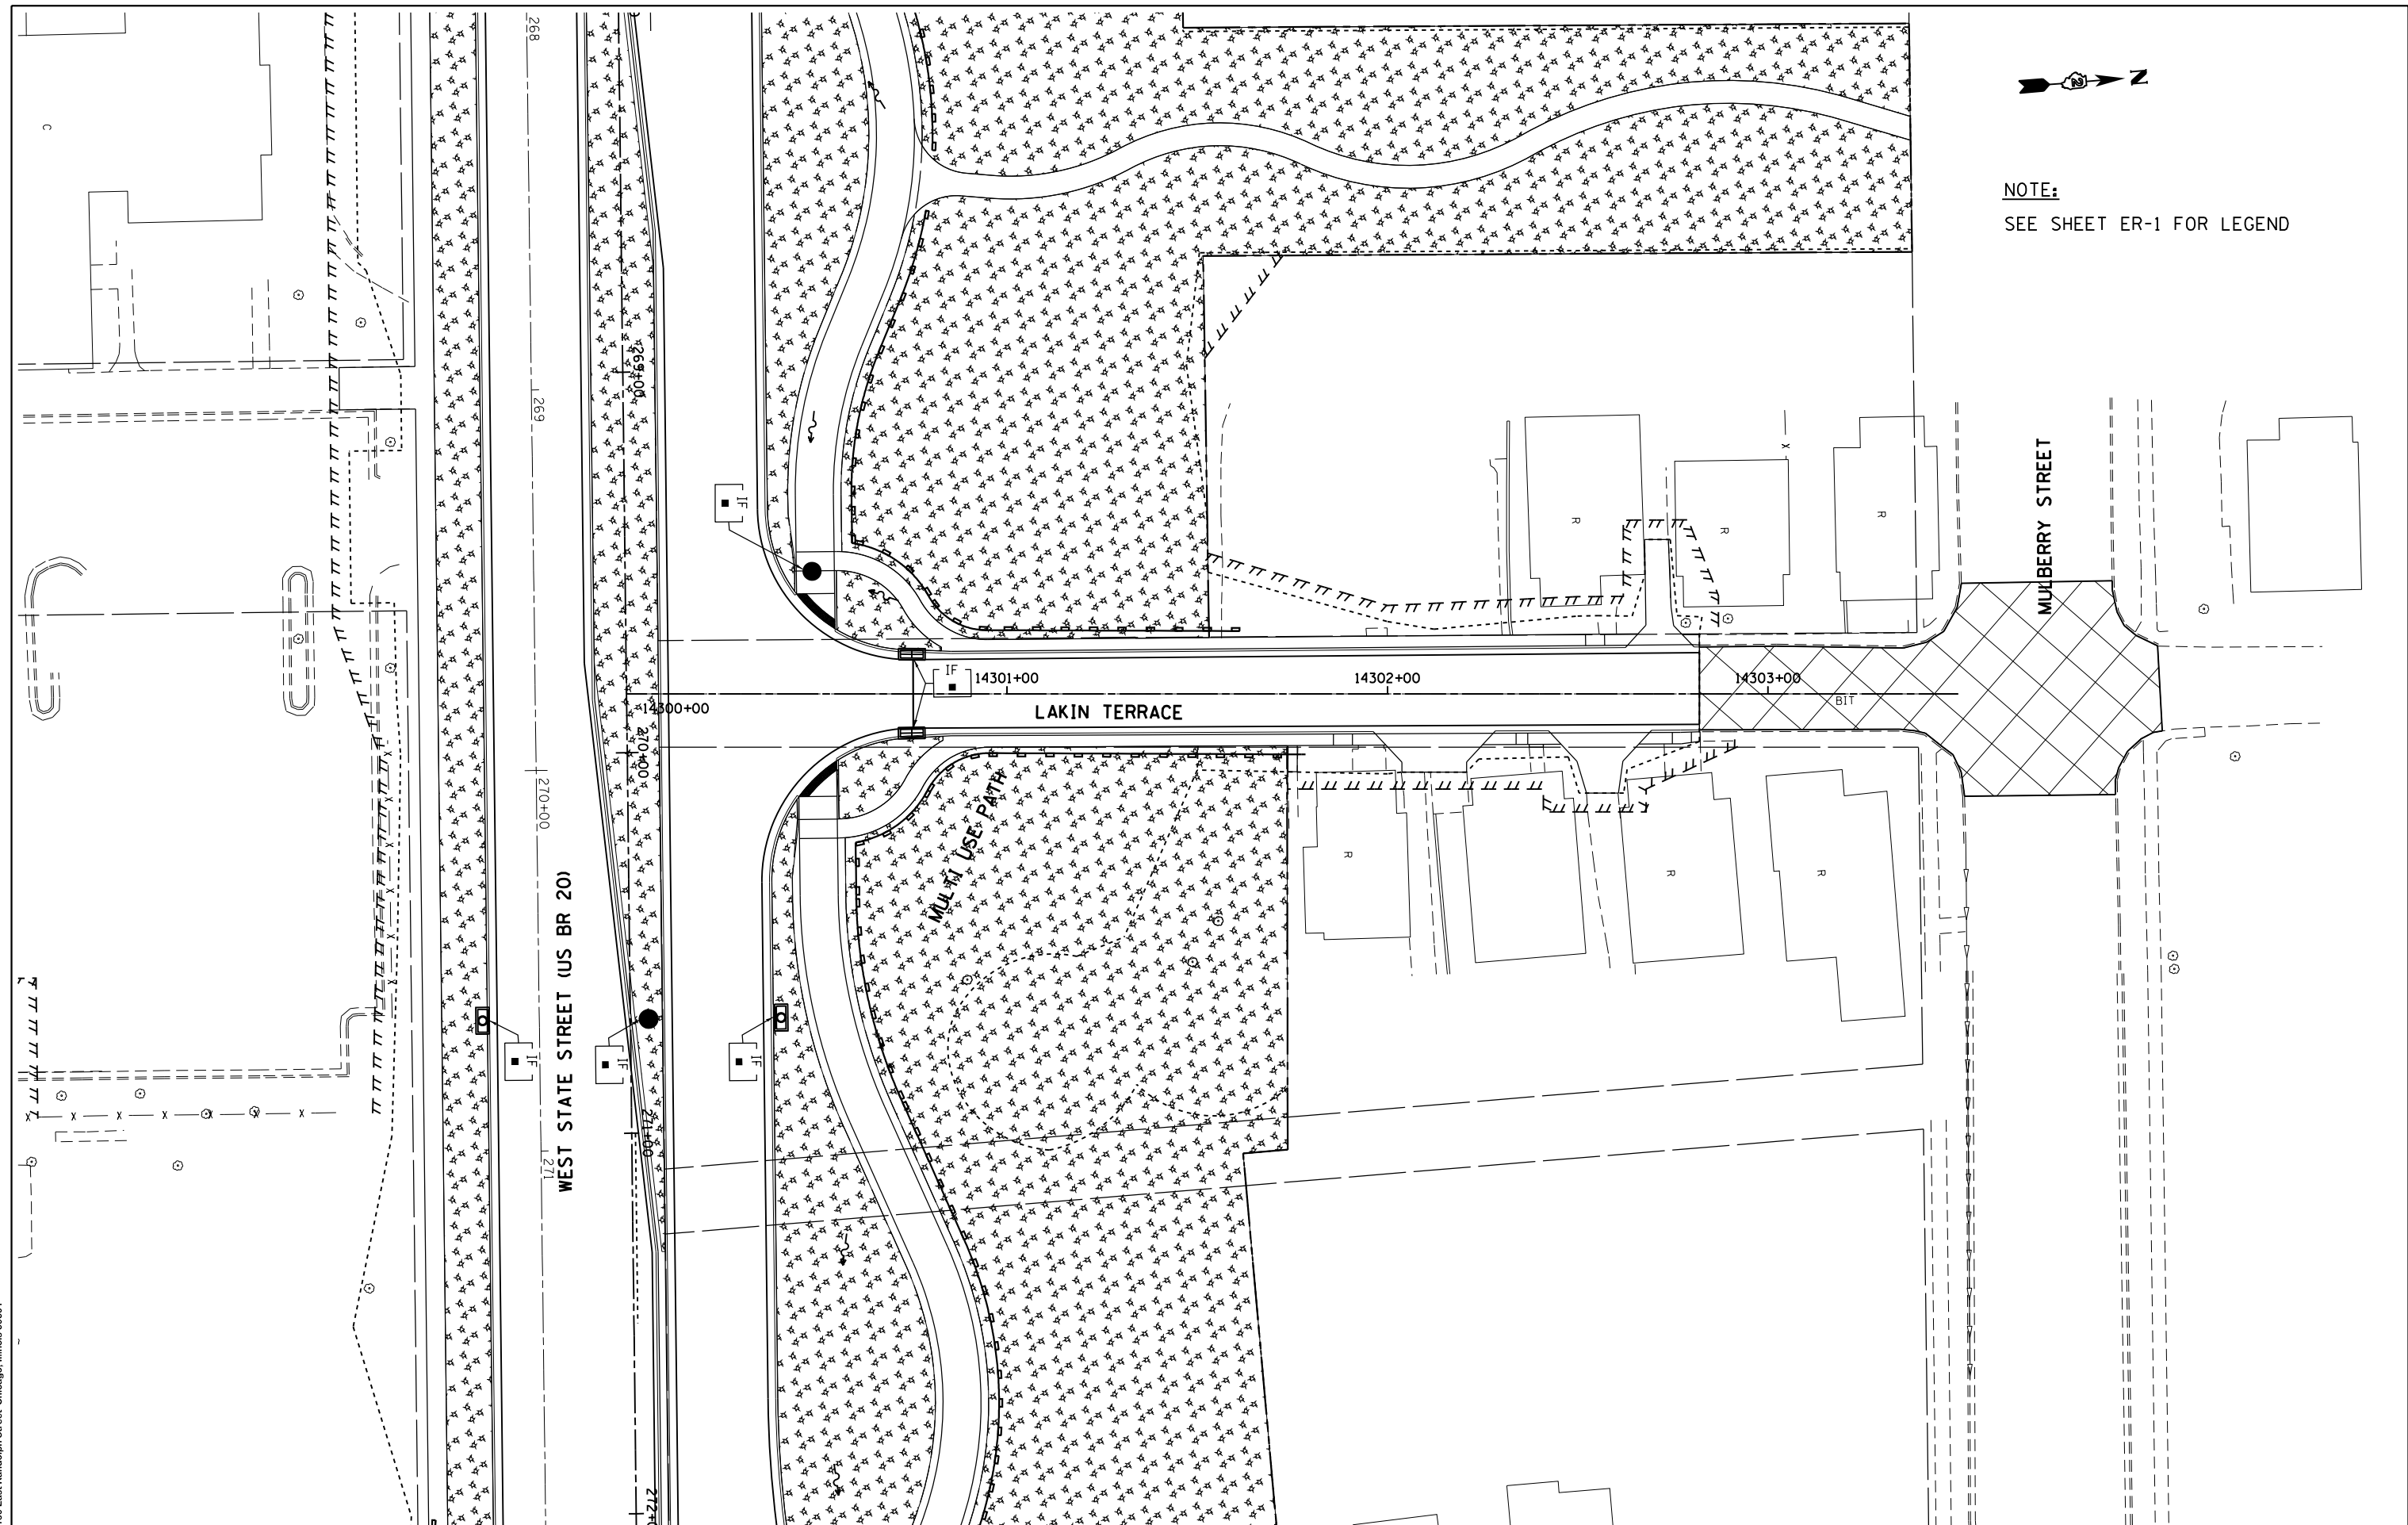 268
N
NOTE:
SEE SHEET ER-1 FOR LEGEND
C
269+00
269
MULBERRY STREET
IF
R
R
R
IF
14301+00
14302+00
14303+00
14300+00
LAKIN TERRACE
BIT
270+00
270+00
MULTI USE PATH
R
R
R
WEST STATE STREET (US BR 20)
IF
IF
IF
271+00
271